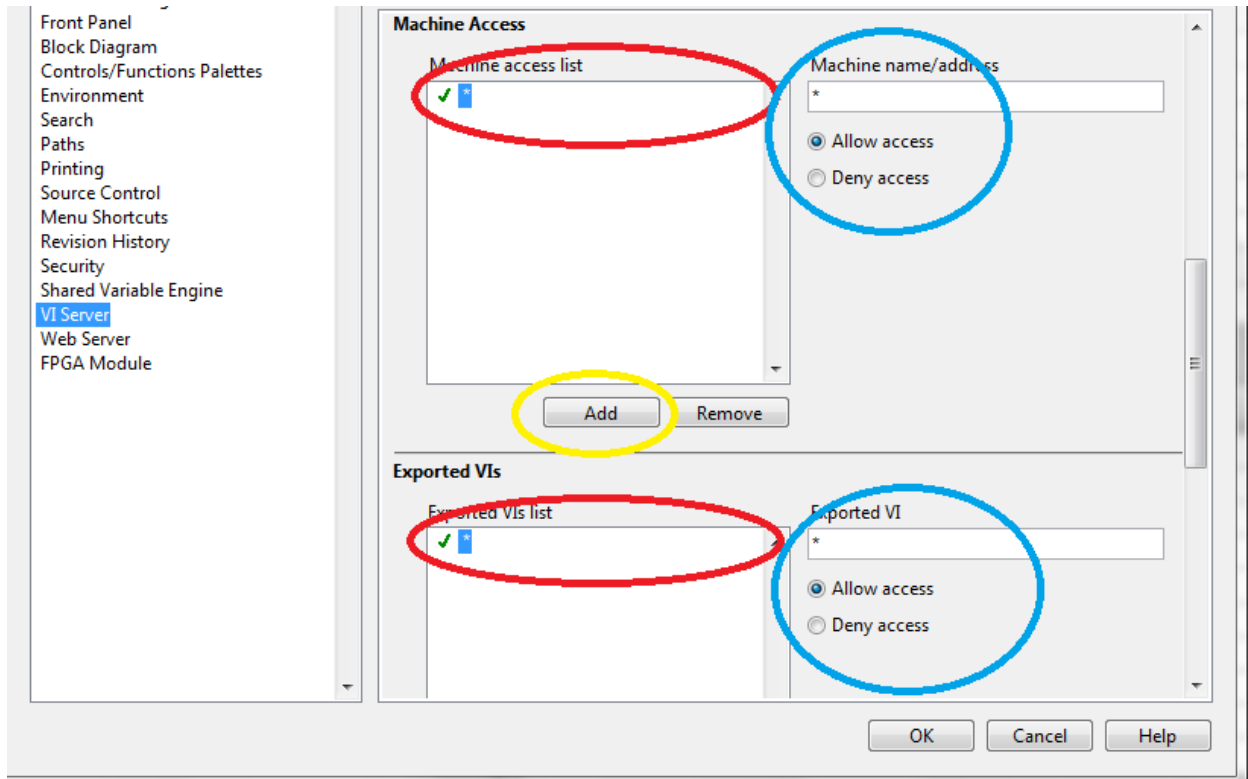 Front Panel
Block Diagram
Controls/Functions Palettes
Environment
Search
Paths
Printing
Source Control
Menu Shortcuts
Revision History
Security
Shared Variable Engine
VI Server
Web Server
FPGA Module
Machine Access
Machine access list
*
Machine name/address
*
Allow access
Deny access
Add
Remove
Exported VIs
Exported VIs list
*
Exported VI
*
Allow access
Deny access
OK
Cancel
Help